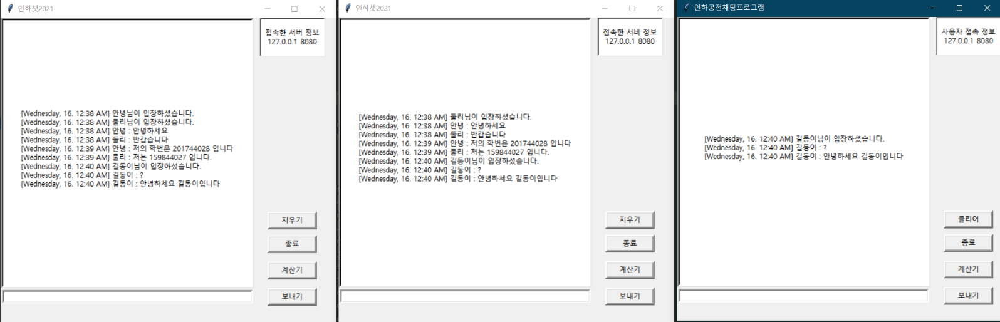 인하챗2021
접속한 서버 정보
127.0.0.1 8080
[Wednesday, 16. 12:38 AM] 안녕님이 입장하셨습니다.
[Wednesday, 16. 12:38 AM] 둘리님이 입장하셨습니다.
[Wednesday, 16. 12:38 AM] 안녕 : 안녕하세요
[Wednesday, 16. 12:38 AM] 둘리 : 반갑습니다
[Wednesday, 16. 12:39 AM] 안녕 : 저의 학번은 201744028 입니다
[Wednesday, 16. 12:39 AM] 둘리 : 저는 159844027 입니다.
[Wednesday, 16. 12:40 AM] 길동이님이 입장하셨습니다.
[Wednesday, 16. 12:40 AM] 길동이 : ?
[Wednesday, 16. 12:40 AM] 길동이 : 안녕하세요 길동이입니다
지우기
종료
계산기
보내기
인하챗2021
접속한 서버 정보
127.0.0.1 8080
[Wednesday, 16. 12:38 AM] 둘리님이 입장하셨습니다.
[Wednesday, 16. 12:38 AM] 안녕 : 안녕하세요
[Wednesday, 16. 12:38 AM] 둘리 : 반갑습니다
[Wednesday, 16. 12:39 AM] 안녕 : 저의 학번은 201744028 입니다
[Wednesday, 16. 12:39 AM] 둘리 : 저는 159844027 입니다.
[Wednesday, 16. 12:40 AM] 길동이님이 입장하셨습니다.
[Wednesday, 16. 12:40 AM] 길동이 : ?
[Wednesday, 16. 12:40 AM] 길동이 : 안녕하세요 길동이입니다
지우기
종료
계산기
보내기
인하공전채팅프로그램
사용자 접속 정보
127.0.0.1 8080
[Wednesday, 16. 12:40 AM] 길동이님이 입장하셨습니다.
[Wednesday, 16. 12:40 AM] 길동이 : ?
[Wednesday, 16. 12:40 AM] 길동이 : 안녕하세요 길동이입니다
클리어
종료
계산기
보내기